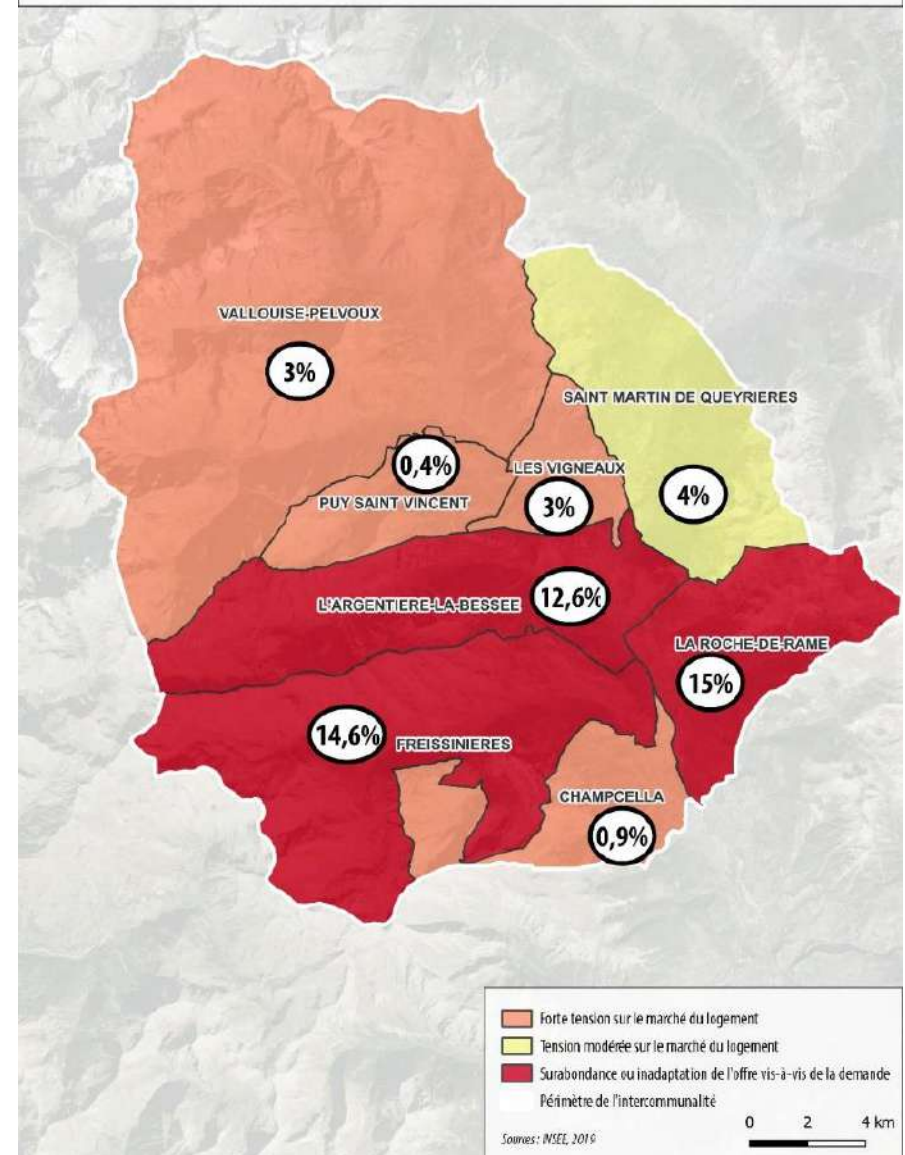 VALLOUISE-PELVOUX
3%
SAINT MARTIN DE QUEYRIERES
0,4%
LES VIGNEAUX
PUY SAINT VINCENT
3%
4%
L'ARGENTIERE-LA-BESSEE
12,6%
LA ROCHE-DE-RAME
15%
14,6%
FREISSINIERES
CHAMPCELLA
0,9%
Forte tension sur le marché du logement
Tension modérée sur le marché du logement
Surabondance ou inadaptation de l'offre vis-à-vis de la demande
Périmètre de l'intercommunalité
Sources : INSEE, 2019
0 2 4 km